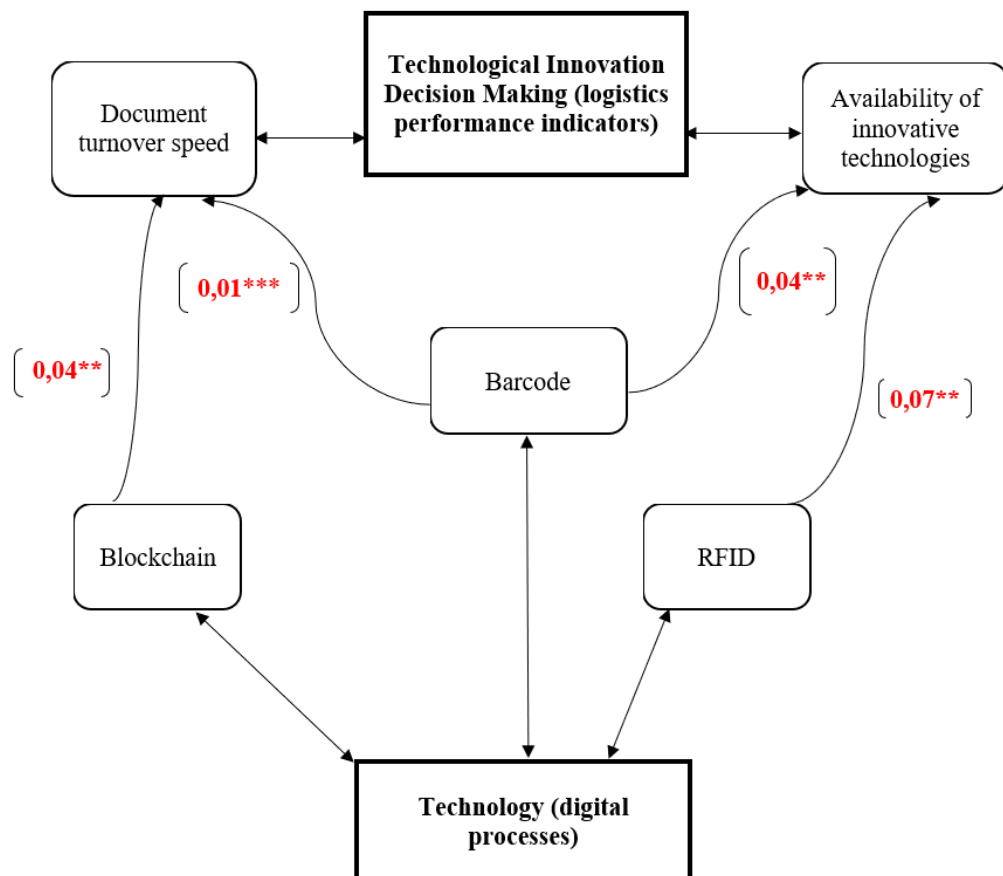 Technological Innovation
Decision Making (logistics
performance indicators)
Document
turnover speed
Availability of
innovative
technologies
0,01***
0,04**
0,04**
Barcode
0,07**
Blockchain
RFID
Technology (digital
processes)